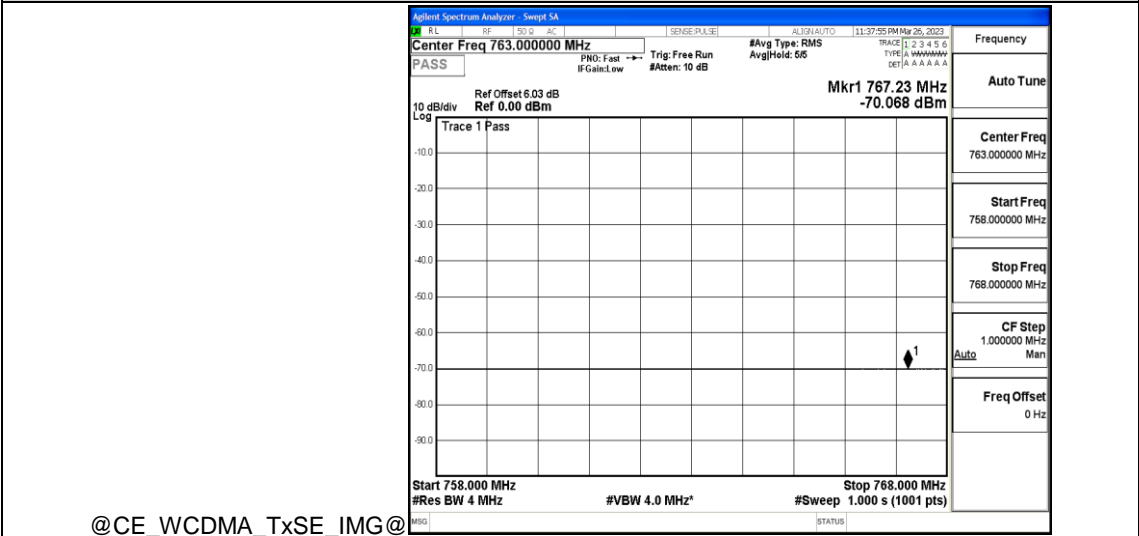 Agilent Spectrum Analyzer - Swept SA
RL RF 50 Ω AC SENSE:PULSE ALIGNAUTO 11:37:55 PM Mar 26, 2023
Center Freq 763.000000 MHz
PASS
PNO: Fast
IFGain:Low
Trig: Free Run
#Atten: 10 dB
#Avg Type: RMS
Avg|Hold: 5/5
TRACE 1 2 3 4 5 6
TYPE A WWWWW
DET A A A A A A
Ref Offset 6.03 dB
10 dB/div Ref 0.00 dBm
Log
Mkr1 767.23 MHz
-70.068 dBm
Trace 1 Pass
-10.0
-20.0
-30.0
-40.0
-50.0
-60.0
-70.0
-80.0
-90.0
1
Start 758.000 MHz Stop 768.000 MHz
#Res BW 4 MHz #VBW 4.0 MHz* #Sweep 1.000 s (1001 pts)
MSG STATUS
Frequency
Auto Tune
Center Freq
763.000000 MHz
Start Freq
758.000000 MHz
Stop Freq
768.000000 MHz
CF Step
1.000000 MHz
Auto Man
Freq Offset
0 Hz
@CE_WCDMA_TxSE_IMG@